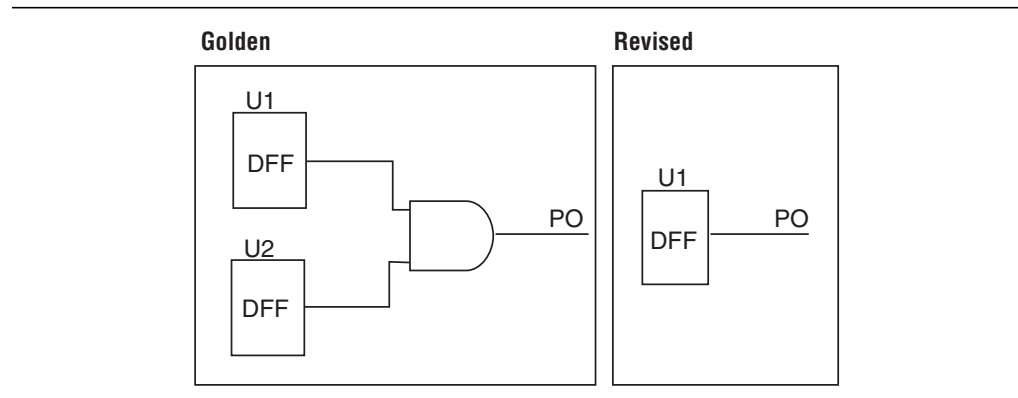 Golden
Revised
U1
DFF
U2
DFF
PO
U1
DFF
PO